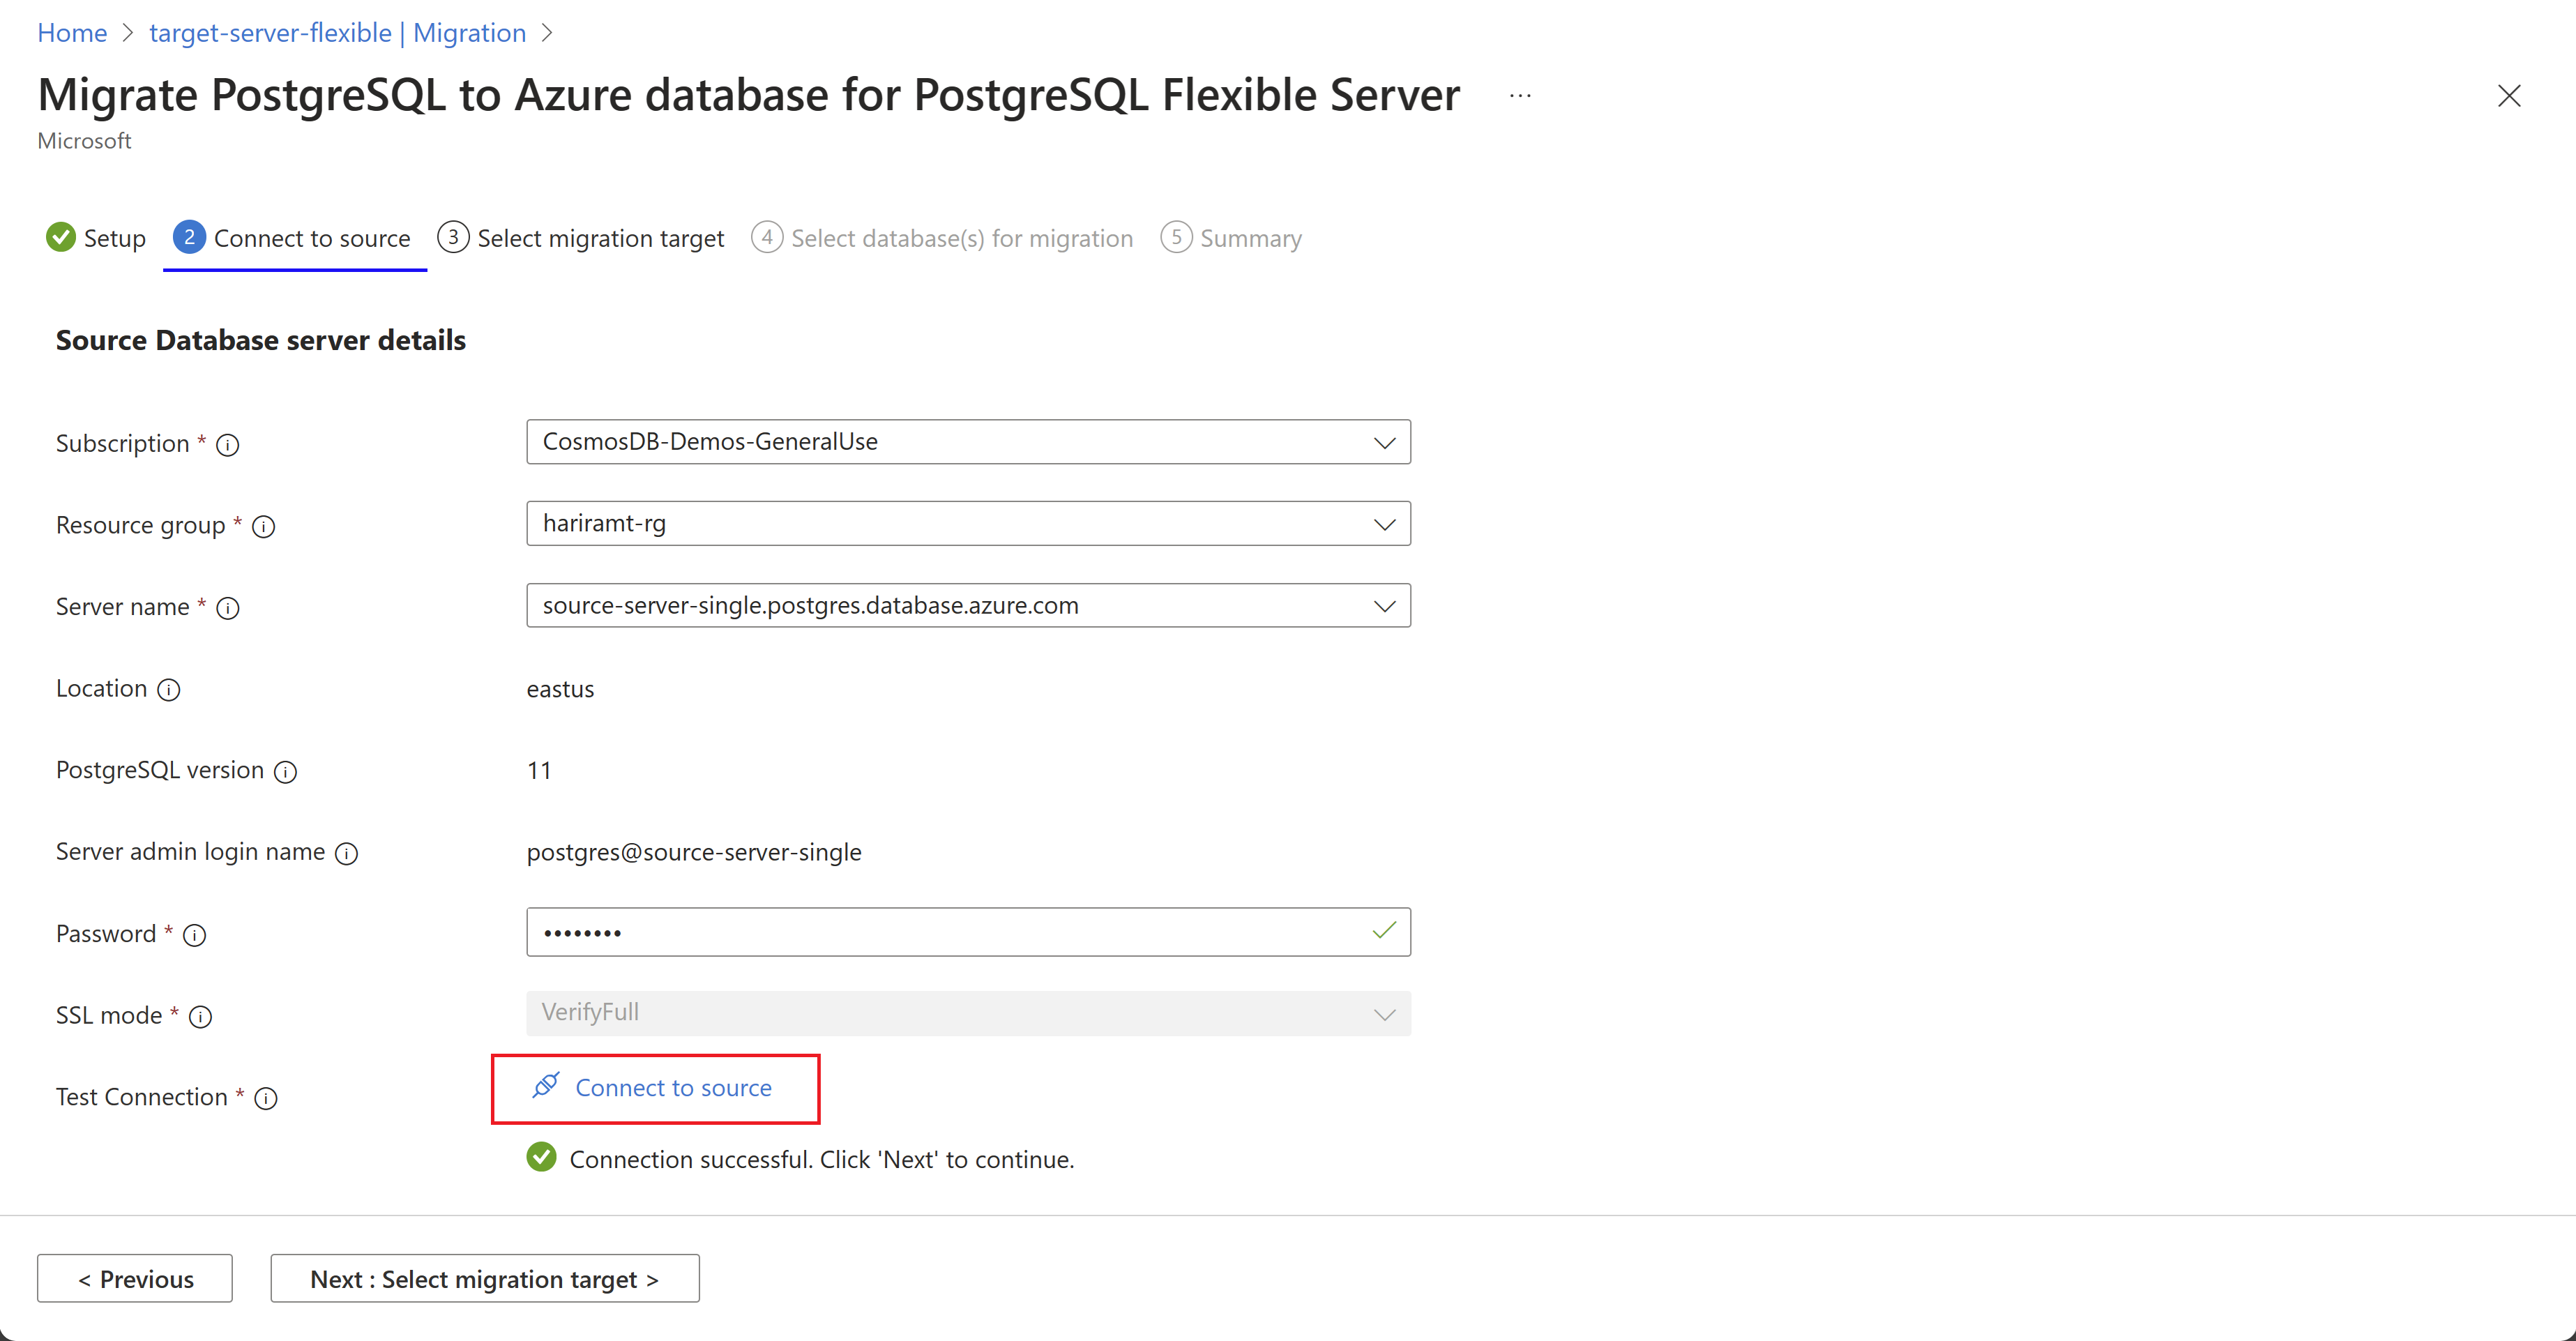 Home > target-server-flexible | Migration >
Migrate PostgreSQL to Azure database for PostgreSQL Flexible Server ...
Microsoft
Setup 2 Connect to source 3 Select migration target 4 Select database(s) for migration 5 Summary
Source Database server details
Subscription * CosmosDB-Demos-GeneralUse
Resource group * hariramt-rg
Server name * source-server-single.postgres.database.azure.com
Location eastus
PostgreSQL version 11
Server admin login name postgres@source-server-single
Password * ••••••••
SSL mode * VerifyFull
Test Connection * Connect to source
Connection successful. Click 'Next' to continue.
< Previous Next : Select migration target >